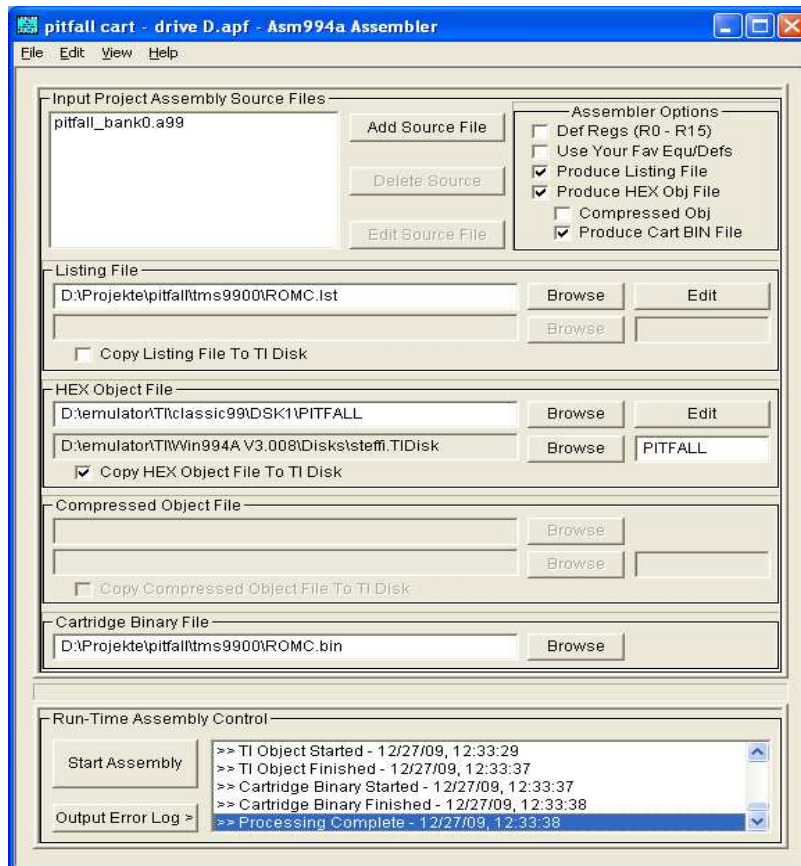 pitfall cart - drive D.apf - Asm994a Assembler
File Edit View Help
Input Project Assembly Source Files
pitfall_bank0.a99
Add Source File
Delete Source
Edit Source File
Assembler Options
Def Regs (R0 - R15)
Use Your Fav Equ/Defs
Produce Listing File
Produce HEX Obj File
Compressed Obj
Produce Cart BIN File
Listing File
D:\Projekte\pitfall\tms9900\ROMC.lst
Browse
Edit
Browse
Copy Listing File To TI Disk
HEX Object File
D:\emulator\TI\classic99\DSK1\PITFALL
Browse
Edit
D:\emulator\TI\Win994A V3.008\Disks\steffi.TIDisk
Browse
PITFALL
Copy HEX Object File To TI Disk
Compressed Object File
Browse
Browse
Copy Compressed Object File To TI Disk
Cartridge Binary File
D:\Projekte\pitfall\tms9900\ROMC.bin
Browse
Run-Time Assembly Control
Start Assembly
Output Error Log >
>> TI Object Started - 12/27/09, 12:33:29
>> TI Object Finished - 12/27/09, 12:33:37
>> Cartridge Binary Started - 12/27/09, 12:33:37
>> Cartridge Binary Finished - 12/27/09, 12:33:38
>> Processing Complete - 12/27/09, 12:33:38